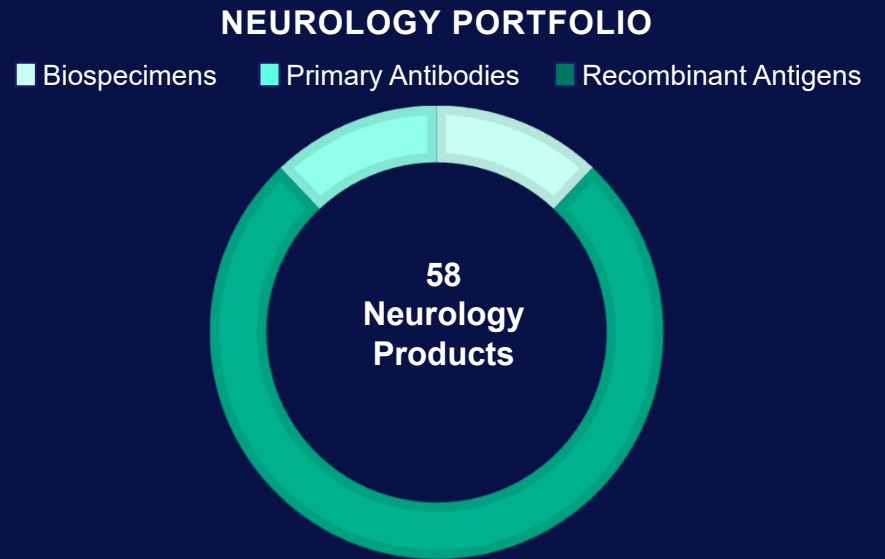 NEUROLOGY PORTFOLIO
Biospecimens Primary Antibodies Recombinant Antigens
58
Neurology
Products